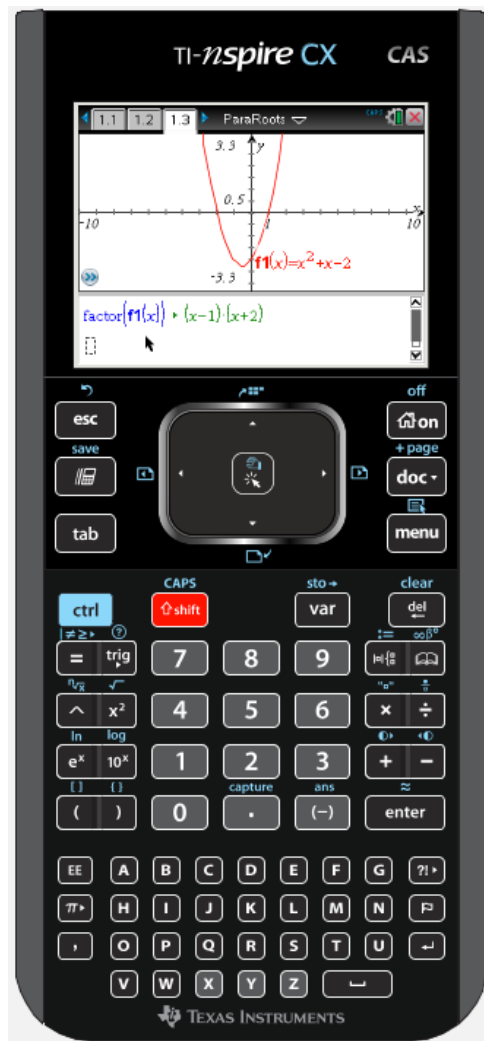 TI-nspire CX CAS
1.1 1.2 1.3 ParaRoots CAPS
3.3 y
0.5
x
-10 1 10
f1(x)=x²+x-2
-3.3
factor(f1(x)) ▸ (x-1)·(x+2)
off
esc on
save + page
doc
tab menu
CAPS sto→ clear
ctrl shift var del
|≠≥▸ ? := ∞β°
= trig 7 8 9
ⁿ√x √ "□"
^ x² 4 5 6 × ÷
ln log
eˣ 10ˣ 1 2 3 + −
[ ] { } capture ans ≈
( ) 0 . (−) enter
EE A B C D E F G ?!▸
π▸ H I J K L M N
, O P Q R S T U
V W X Y Z
TEXAS INSTRUMENTS